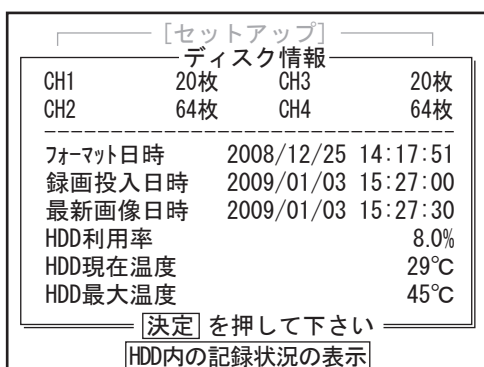 [セットアップ]
ディスク情報
CH1 20枚 CH3 20枚
CH2 64枚 CH4 64枚
フォーマット日時 2008/12/25 14:17:51
録画投入日時 2009/01/03 15:27:00
最新画像日時 2009/01/03 15:27:30
HDD利用率 8.0%
HDD現在温度 29℃
HDD最大温度 45℃
決定 を押して下さい
HDD内の記録状況の表示